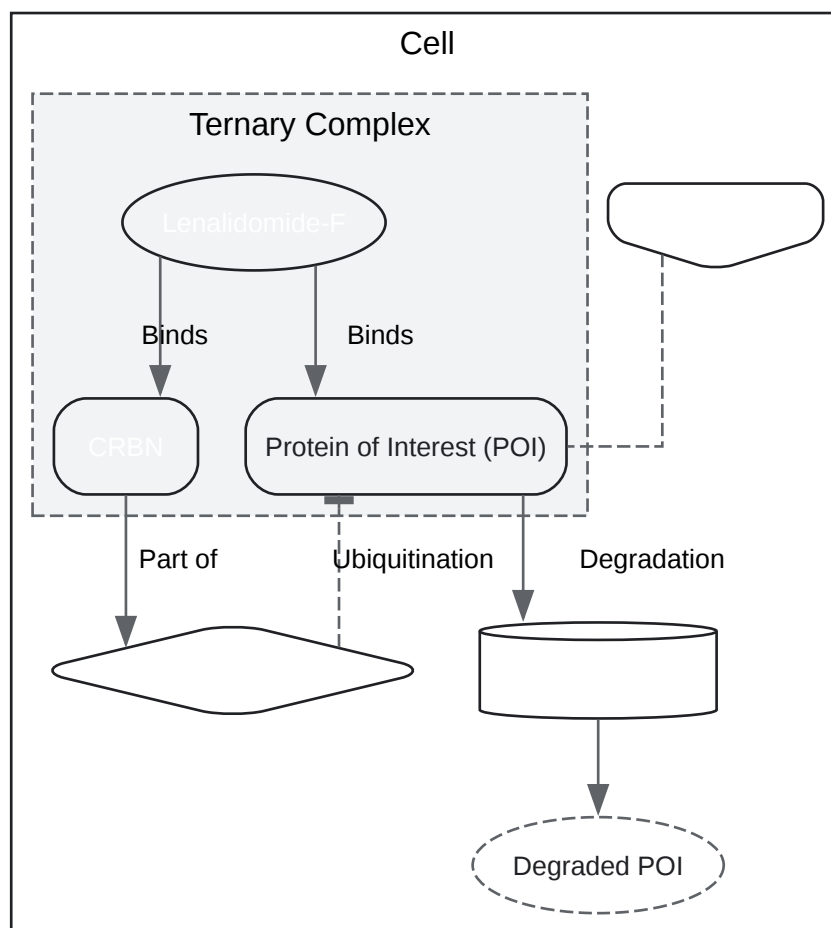 Cell
Ternary Complex
Lenalidomide-F
Binds
Binds
CRBN
Protein of Interest (POI)
Part of
Ubiquitination
Degradation
Degraded POI